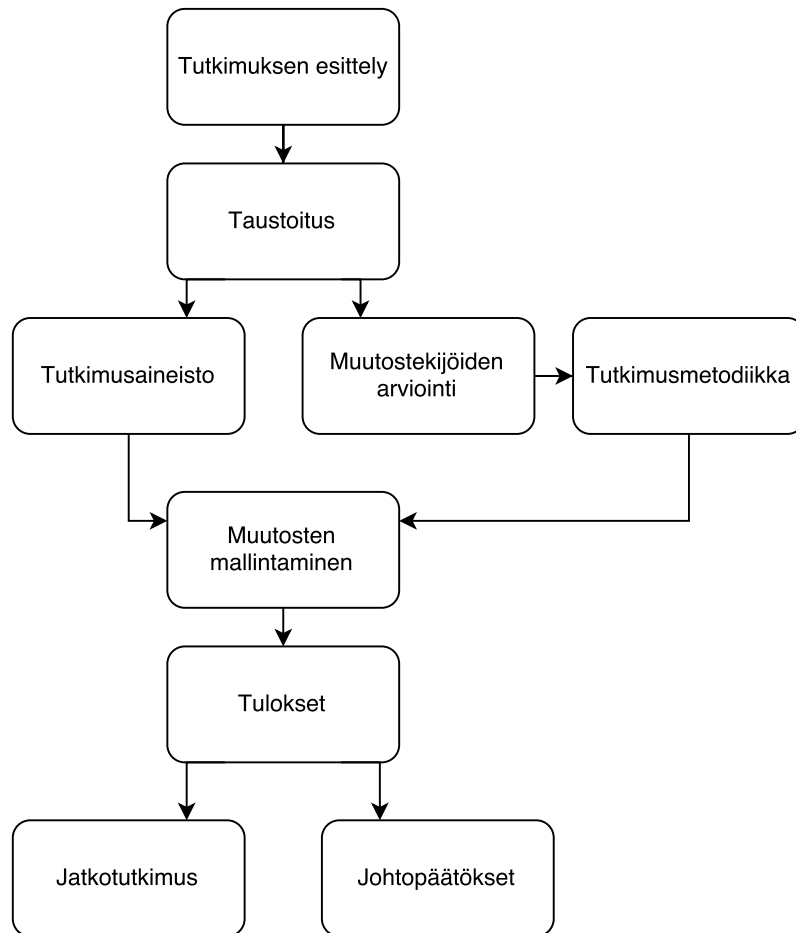 Tutkimuksen esittely
Taustoitus
Tutkimusaineisto
Muutostekijöiden
arviointi
Tutkimusmetodiikka
Muutosten
mallintaminen
Tulokset
Jatkotutkimus
Johtopäätökset